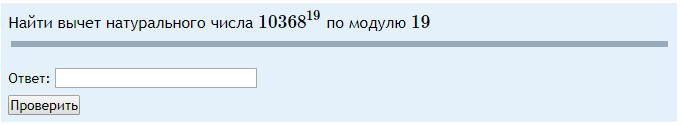 Найти вычет натурального числа 10368^19 по модулю 19
Ответ:
Проверить